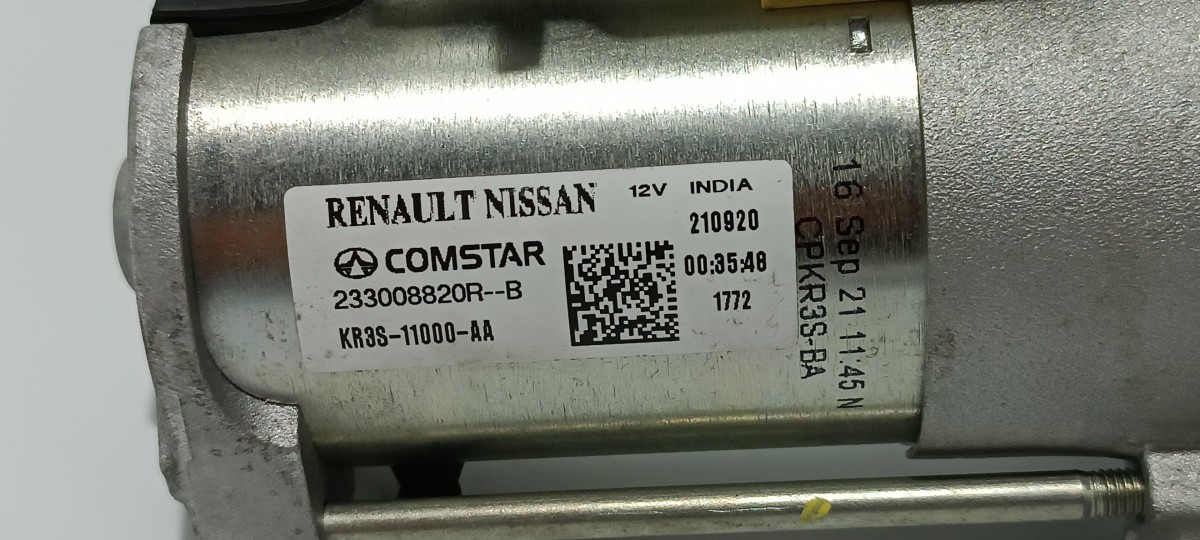 RENAULT NISSAN 12V INDIA
210920
COMSTAR
00:35:48
233008820R--B
1772
KR3S-11000-AA
16 Sep 21 11:45 N
CPKR3S-BA